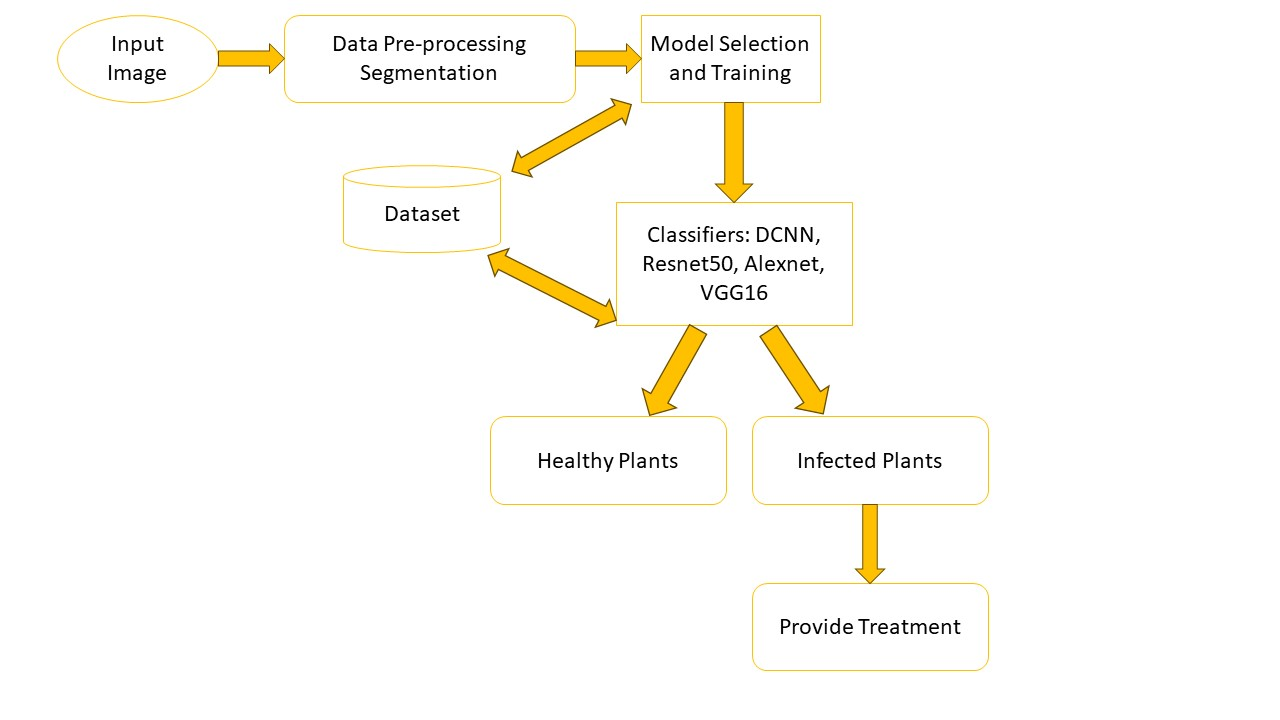 Input
Image
Data Pre-processing
Segmentation
Model Selection
and Training
Dataset
Classifiers: DCNN,
Resnet50, Alexnet,
VGG16
Healthy Plants
Infected Plants
Provide Treatment